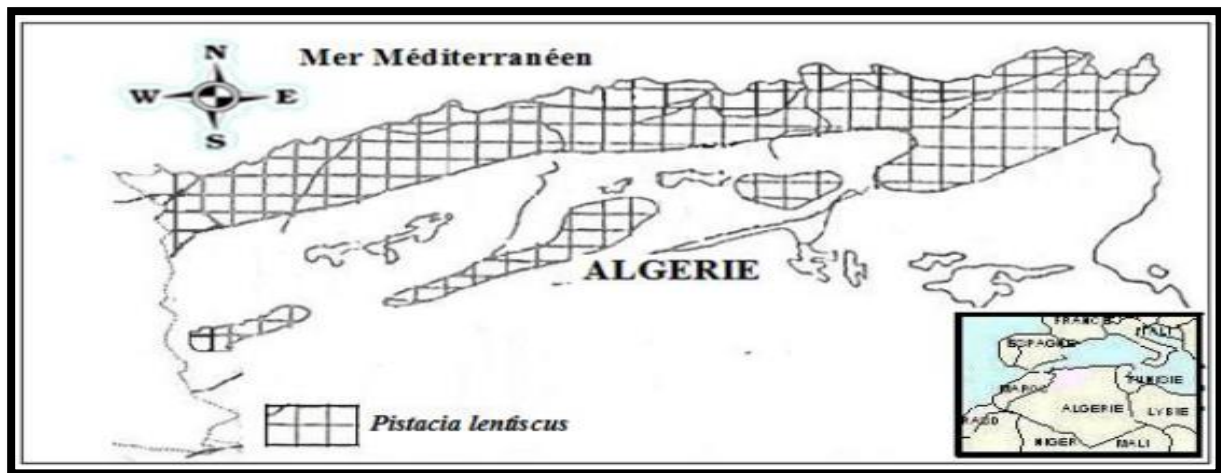 N
Mer Méditerranéen
W E
S
ALGERIE
Pistacia lentiscus
FRANCE
ITALI
ESPAGNE
MAROC
TUNISIE
ALGERIE
LYBIE
NIGER
MALI